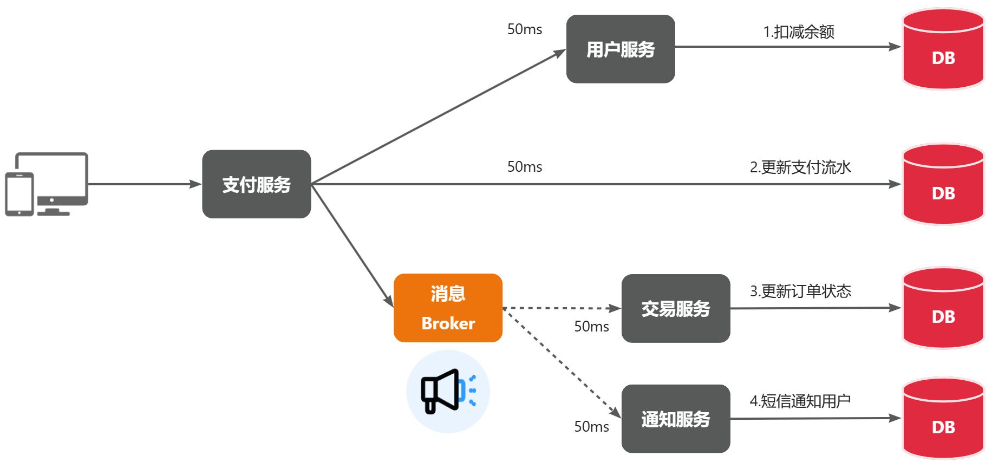 50ms
用户服务
1.扣减余额
DB
支付服务
50ms
2.更新支付流水
DB
消息
Broker
50ms
交易服务
3.更新订单状态
DB
50ms
通知服务
4.短信通知用户
DB